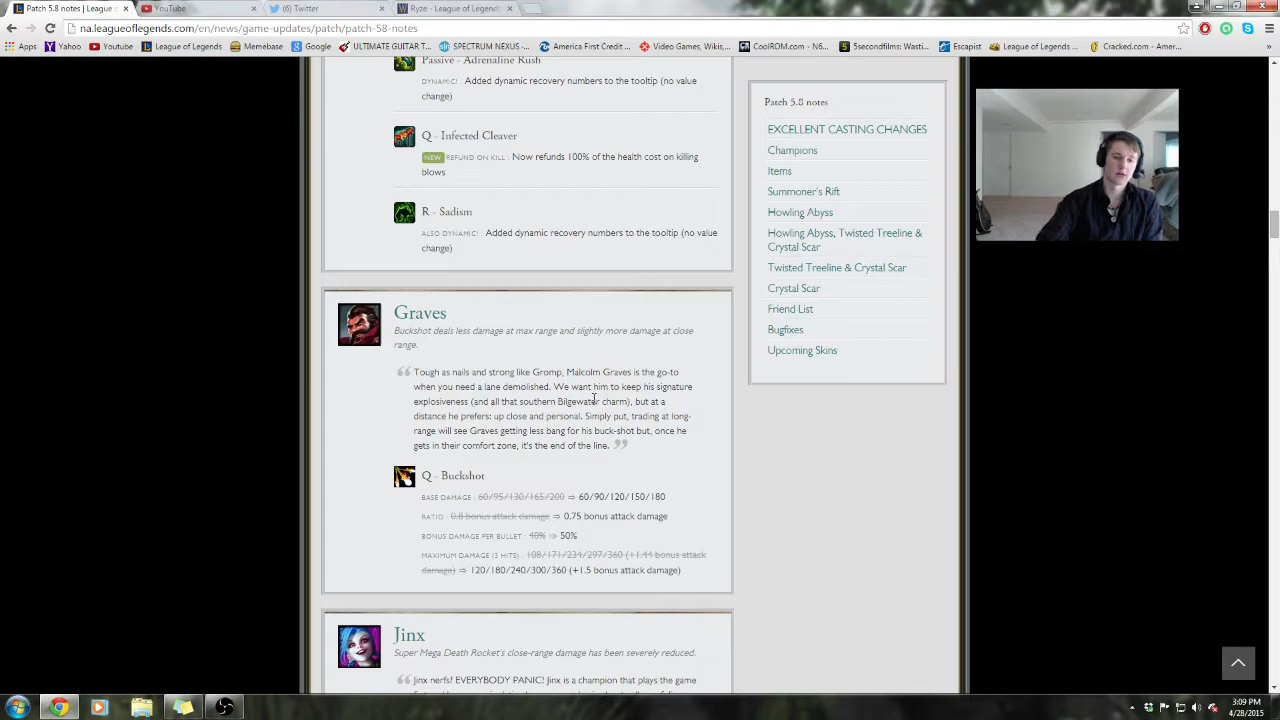 Patch 5.8 notes | League o
YouTube
(6) Twitter
Ryze - League of Legends
na.leagueoflegends.com/en/news/game-updates/patch/patch-58-notes
Apps
Yahoo
Youtube
League of Legends
Memebase
Google
ULTIMATE GUITAR T...
SPECTRUM NEXUS -...
America First Credit ...
Video Games, Wikis,...
CoolROM.com - N6...
5secondfilms: Wasti...
Escapist
League of Legends ...
Cracked.com - Amer...
Passive - Adrenaline Rush
DYNAMIC! : Added dynamic recovery numbers to the tooltip (no value
change)
Q - Infected Cleaver
NEW REFUND ON KILL : Now refunds 100% of the health cost on killing
blows
R - Sadism
ALSO DYNAMIC! : Added dynamic recovery numbers to the tooltip (no value
change)
Graves
Buckshot deals less damage at max range and slightly more damage at close
range.
Tough as nails and strong like Gromp, Malcolm Graves is the go-to
when you need a lane demolished. We want him to keep his signature
explosiveness (and all that southern Bilgewater charm), but at a
distance he prefers: up close and personal. Simply put, trading at long-
range will see Graves getting less bang for his buck-shot but, once he
gets in their comfort zone, it's the end of the line.
Q - Buckshot
BASE DAMAGE : 60/95/130/165/200 ⇒ 60/90/120/150/180
RATIO : 0.8 bonus attack damage ⇒ 0.75 bonus attack damage
BONUS DAMAGE PER BULLET : 40% ⇒ 50%
MAXIMUM DAMAGE (3 HITS) : 108/171/234/297/360 (+1.44 bonus attack
damage) ⇒ 120/180/240/300/360 (+1.5 bonus attack damage)
Jinx
Super Mega Death Rocket's close-range damage has been severely reduced.
Jinx nerfs? EVERYBODY PANIC! Jinx is a champion that plays the game
Patch 5.8 notes
EXCELLENT CASTING CHANGES
Champions
Items
Summoner's Rift
Howling Abyss
Howling Abyss, Twisted Treeline &
Crystal Scar
Twisted Treeline & Crystal Scar
Crystal Scar
Friend List
Bugfixes
Upcoming Skins
3:09 PM
4/28/2015